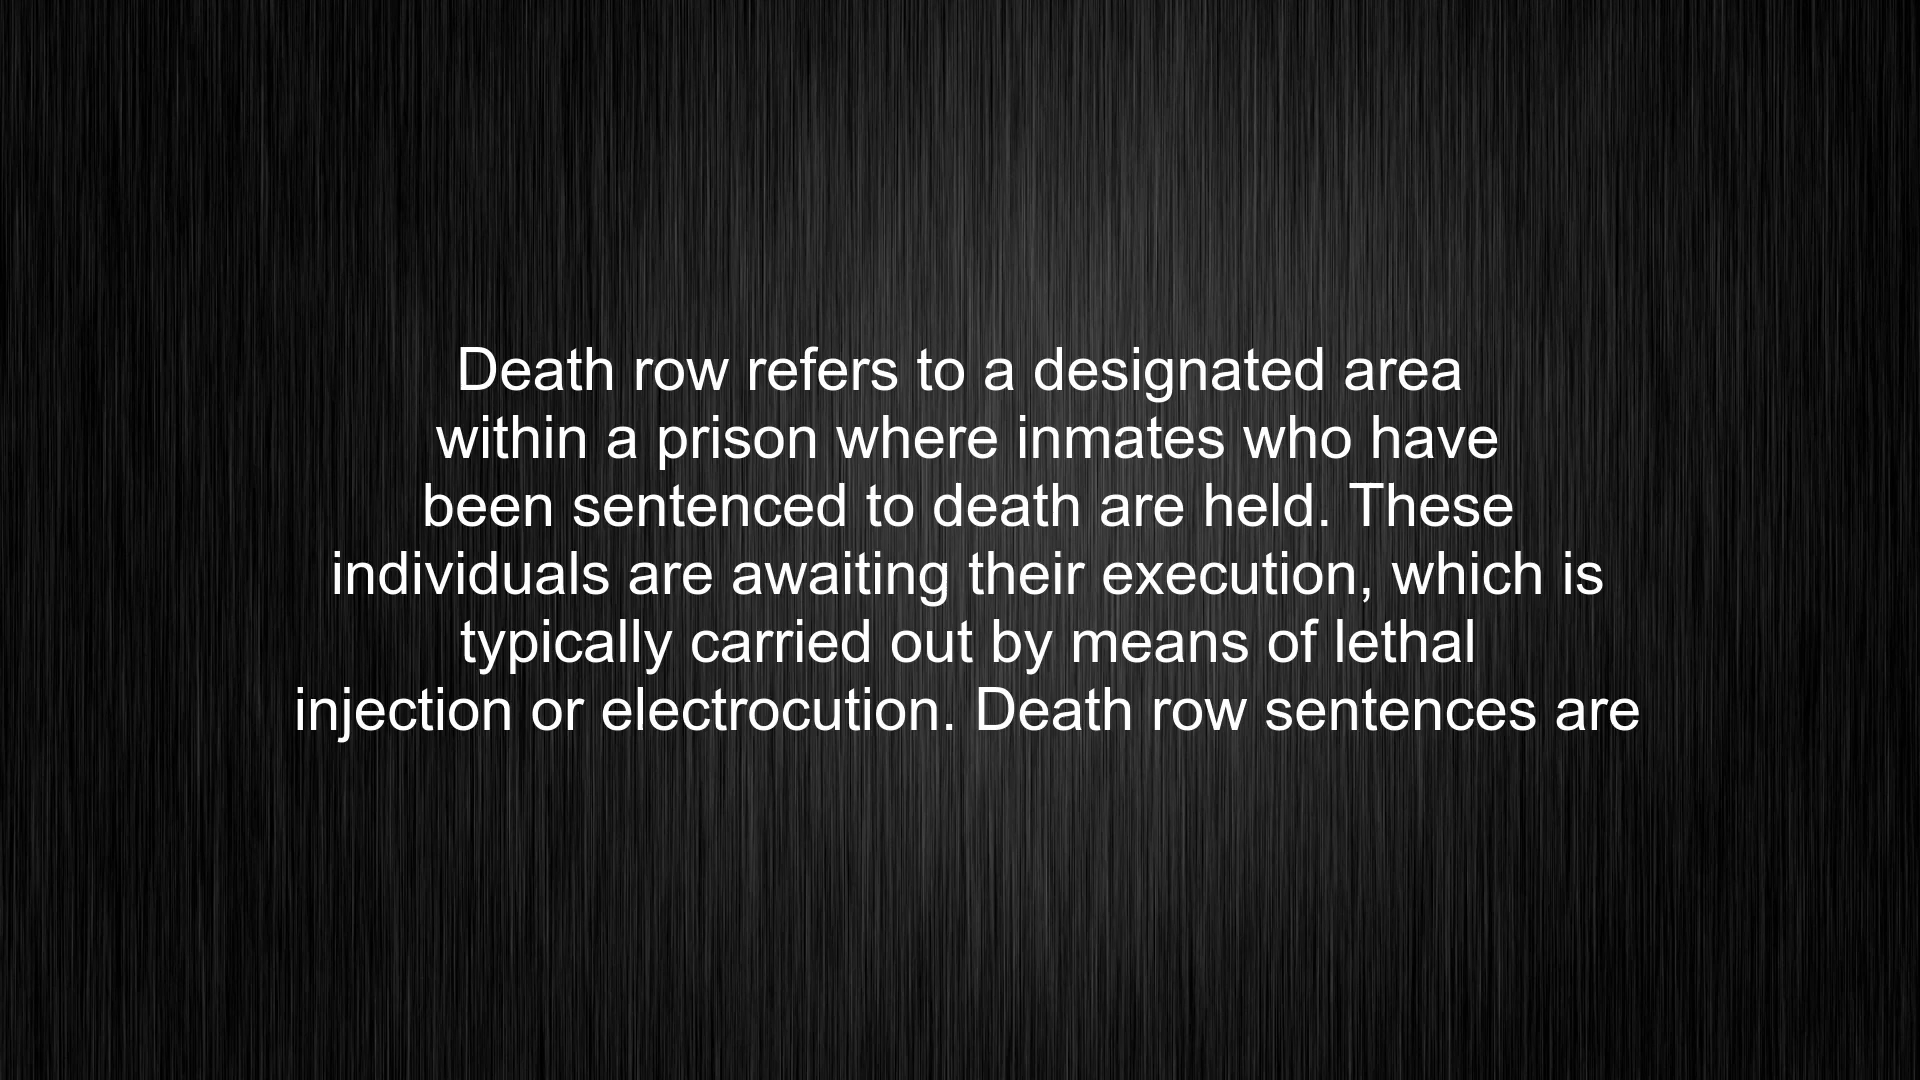 Death row refers to a designated area
within a prison where inmates who have
been sentenced to death are held. These
individuals are awaiting their execution, which is
typically carried out by means of lethal
injection or electrocution. Death row sentences are